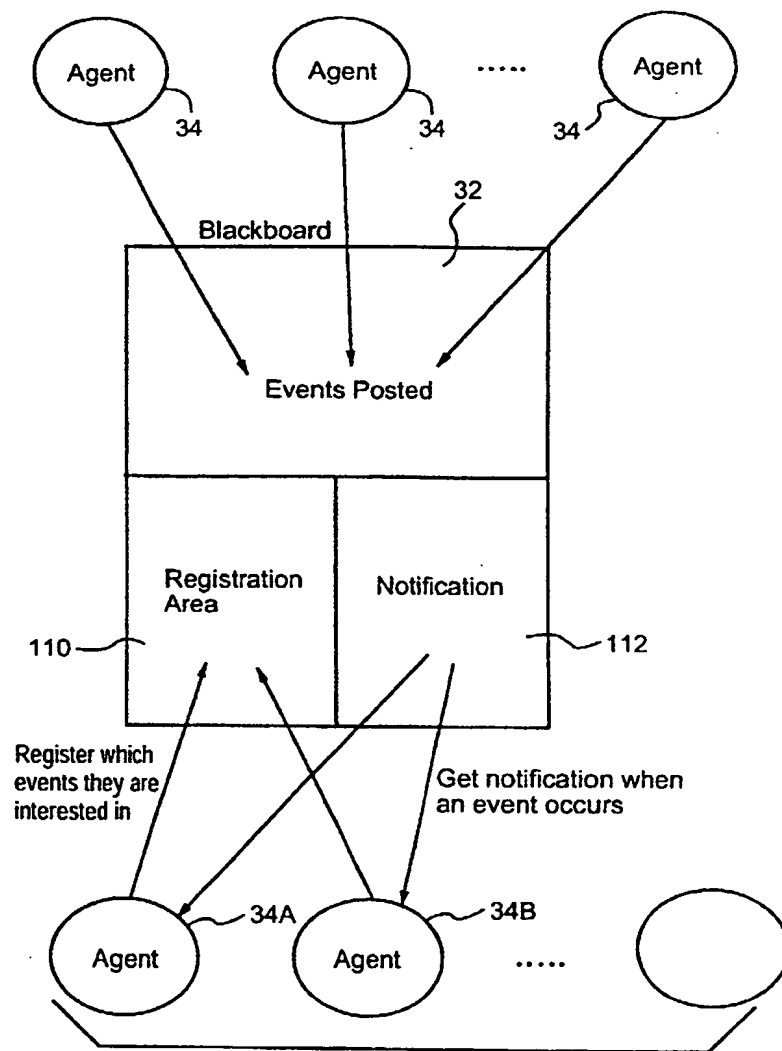 Agent
Agent
.....
Agent
34
34
34
32
Blackboard
Events Posted
Registration
Area
Notification
110
112
Register which
events they are
interested in
Get notification when
an event occurs
34A
34B
Agent
Agent
.....